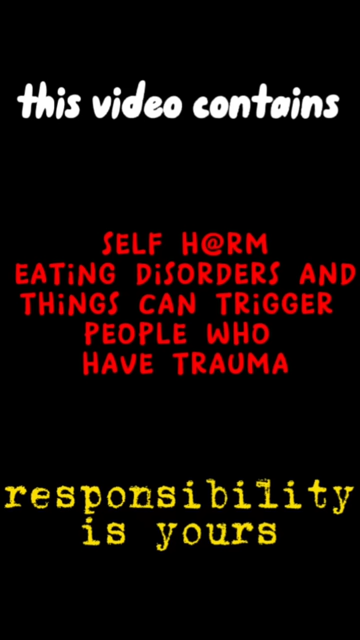 this video contains
SELF H@RM
EATiNG DiSORDERS AND
THiNGS CAN TRiGGER
PEOPLE WHO
HAVE TRAUMA
responsibility
is yours